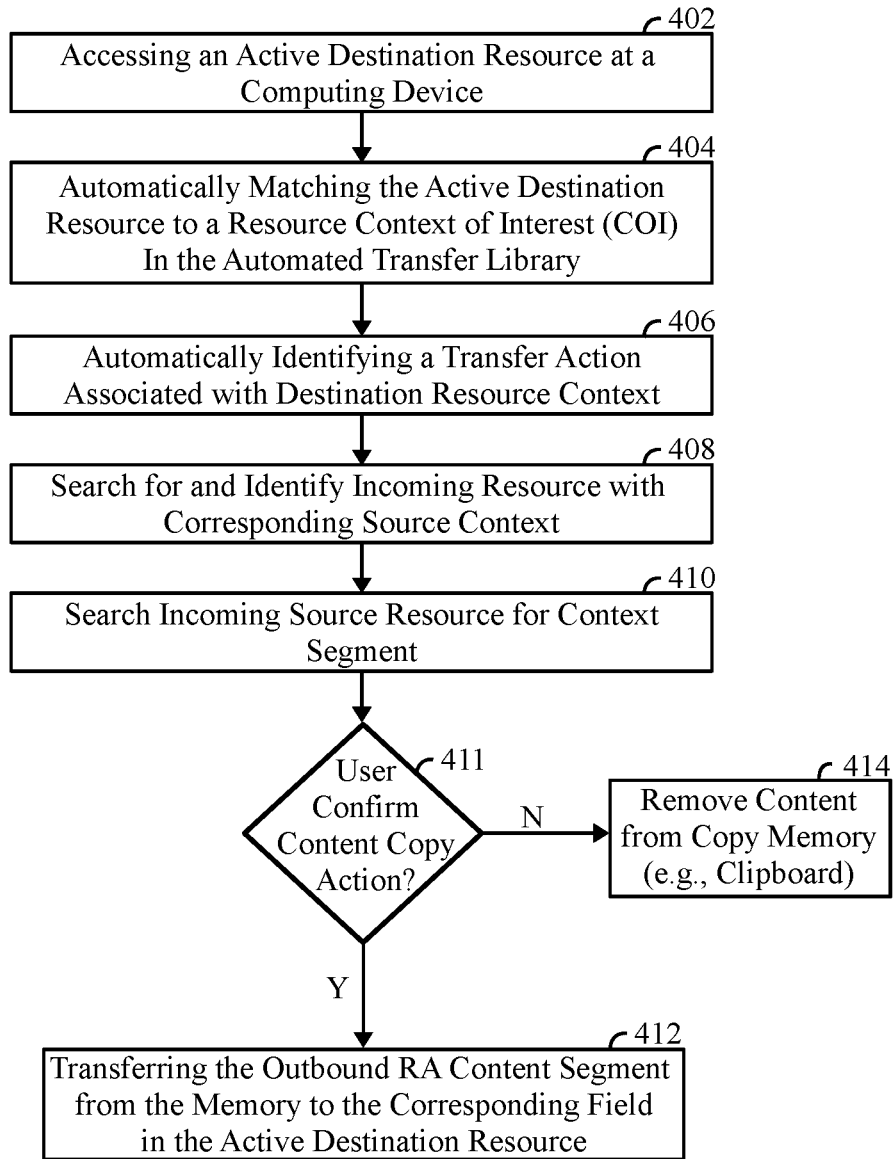 402
Accessing an Active Destination Resource at a
Computing Device
404
Automatically Matching the Active Destination
Resource to a Resource Context of Interest (COI)
In the Automated Transfer Library
406
Automatically Identifying a Transfer Action
Associated with Destination Resource Context
408
Search for and Identify Incoming Resource with
Corresponding Source Context
410
Search Incoming Source Resource for Context
Segment
411
User
Confirm
Content Copy
Action?
N
414
Remove Content
from Copy Memory
(e.g., Clipboard)
Y
412
Transferring the Outbound RA Content Segment
from the Memory to the Corresponding Field
in the Active Destination Resource